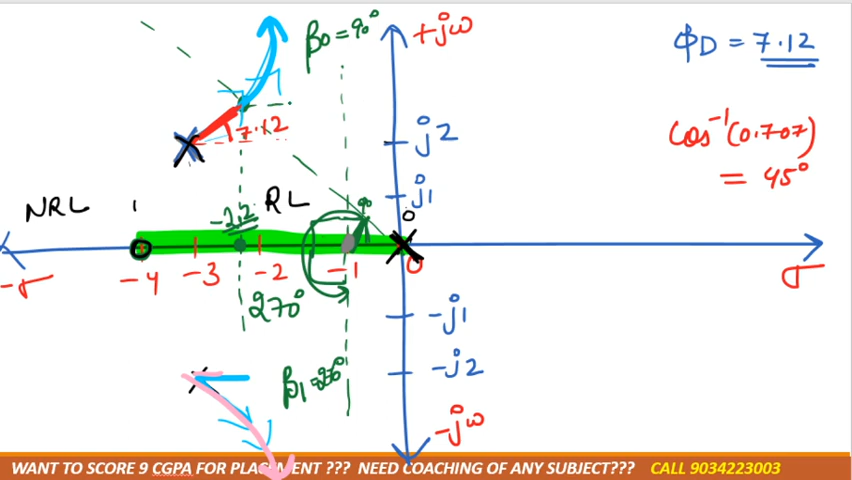 β0 = 90°
+jω
ΦD = 7.12
7.12
cos⁻¹(0.707)
= 45°
j2
j1
NRL
RL
-2.2
0
-σ
-4
-3
-2
-1
0
σ
270°
-j1
-j2
-jω
WANT TO SCORE 9 CGPA FOR PLACEMENT ??? NEED COACHING OF ANY SUBJECT??? CALL 9034223003